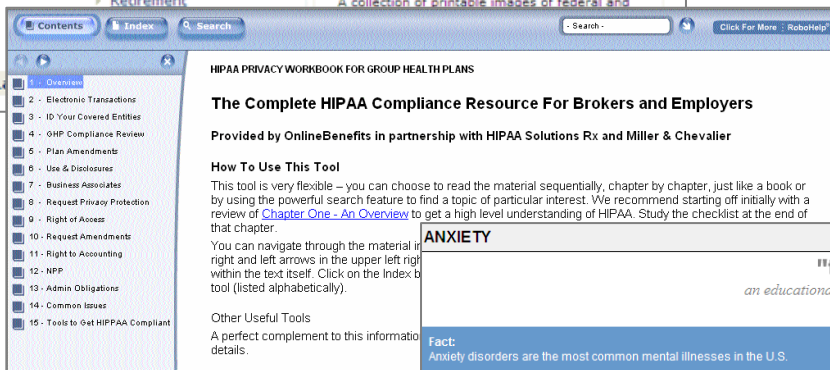 Retirement
A collection of printable images of federal and
Contents
Index
Search
- Search -
Click For More : RoboHelp
1 - Overview
2 - Electronic Transactions
3 - ID Your Covered Entities
4 - GHP Compliance Review
5 - Plan Amendments
6 - Use & Disclosures
7 - Business Associates
8 - Request Privacy Protection
9 - Right of Access
10 - Request Amendments
11 - Right to Accounting
12 - NPP
13 - Admin Obligations
14 - Common Issues
15 - Tools to Get HIPPAA Compliant
HIPAA PRIVACY WORKBOOK FOR GROUP HEALTH PLANS
The Complete HIPAA Compliance Resource For Brokers and Employers
Provided by OnlineBenefits in partnership with HIPAA Solutions Rx and Miller & Chevalier
How To Use This Tool
This tool is very flexible – you can choose to read the material sequentially, chapter by chapter, just like a book or
by using the powerful search feature to find a topic of particular interest. We recommend starting off initially with a
review of Chapter One - An Overview to get a high level understanding of HIPAA. Study the checklist at the end of
that chapter.
You can navigate through the material
right and left arrows in the upper left
within the text itself. Click on the Index
tool (listed alphabetically).
Other Useful Tools
A perfect complement to this
details.
ANXIETY
an educationa
Fact:
Anxiety disorders are the most common mental illnesses in the U.S.